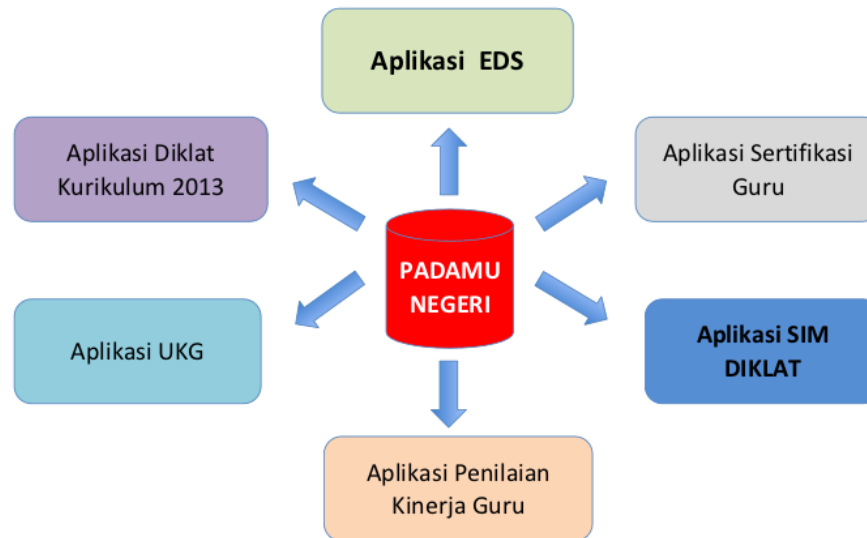 Aplikasi EDS
Aplikasi Diklat
Kurikulum 2013
Aplikasi Sertifikasi
Guru
PADAMU
NEGERI
Aplikasi UKG
Aplikasi SIM
DIKLAT
Aplikasi Penilaian
Kinerja Guru